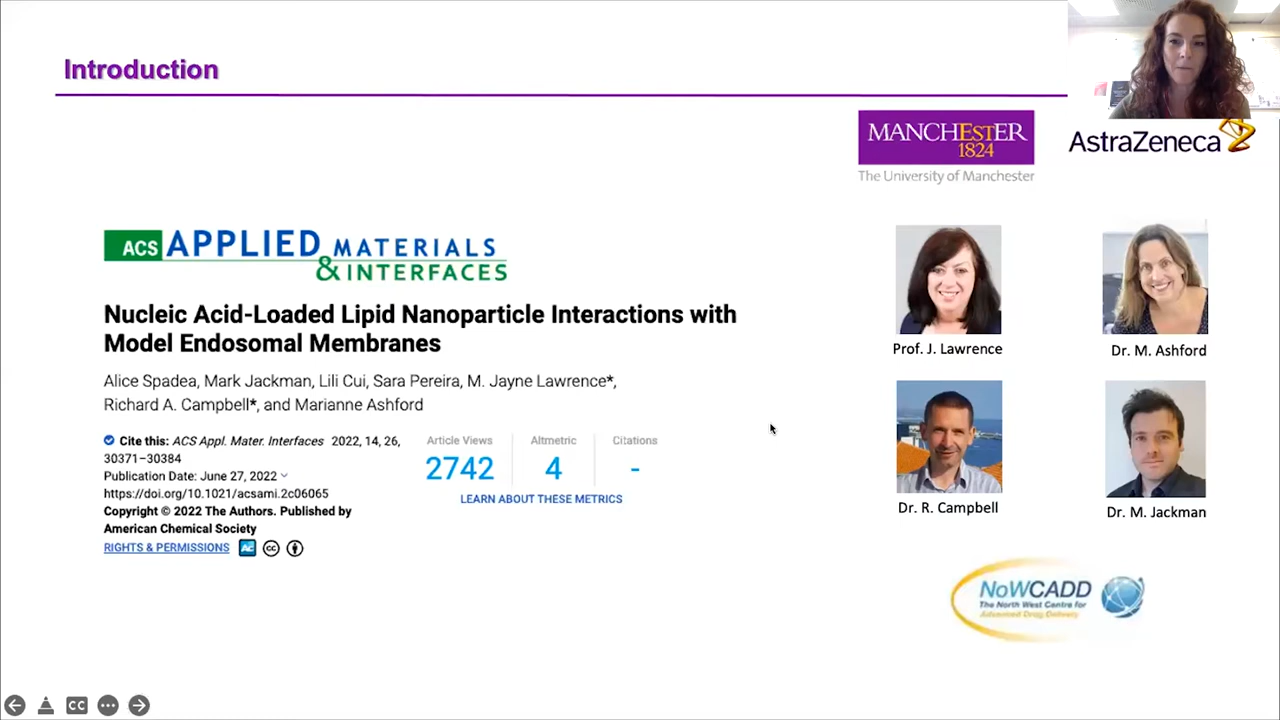 Introduction
MANCHESTER
1824
The University of Manchester
AstraZeneca
ACS APPLIED MATERIALS
& INTERFACES
Nucleic Acid-Loaded Lipid Nanoparticle Interactions with
Model Endosomal Membranes
Alice Spadea, Mark Jackman, Lili Cui, Sara Pereira, M. Jayne Lawrence*,
Richard A. Campbell*, and Marianne Ashford
Cite this: ACS Appl. Mater. Interfaces 2022, 14, 26,
30371–30384
Publication Date: June 27, 2022
https://doi.org/10.1021/acsami.2c06065
Copyright © 2022 The Authors. Published by
American Chemical Society
RIGHTS & PERMISSIONS
Article Views
2742
Altmetric
4
Citations
-
LEARN ABOUT THESE METRICS
Prof. J. Lawrence
Dr. M. Ashford
Dr. R. Campbell
Dr. M. Jackman
NoWCADD
The North West Centre for
Advanced Drug Delivery
CC